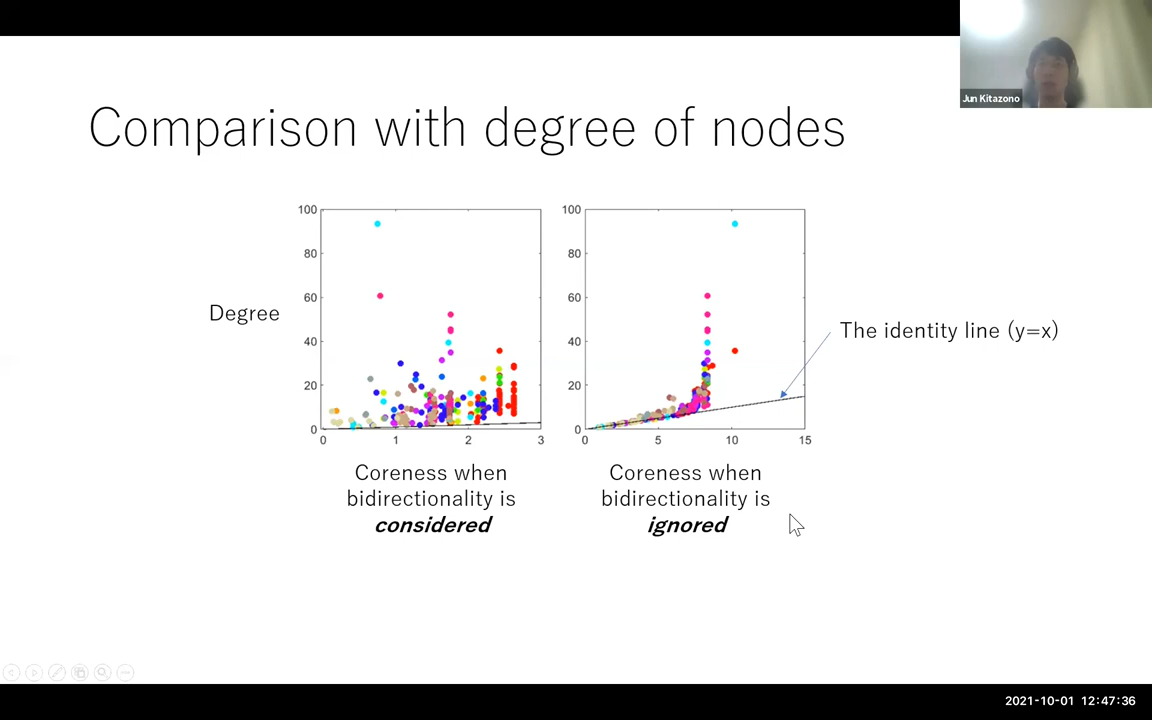 Jun Kitazono
Comparison with degree of nodes
100
80
60
40
20
0
0 1 2 3
100
80
60
40
20
0
0 5 10 15
Degree
The identity line (y=x)
Coreness when
bidirectionality is
considered
Coreness when
bidirectionality is
ignored
2021-10-01 12:47:36